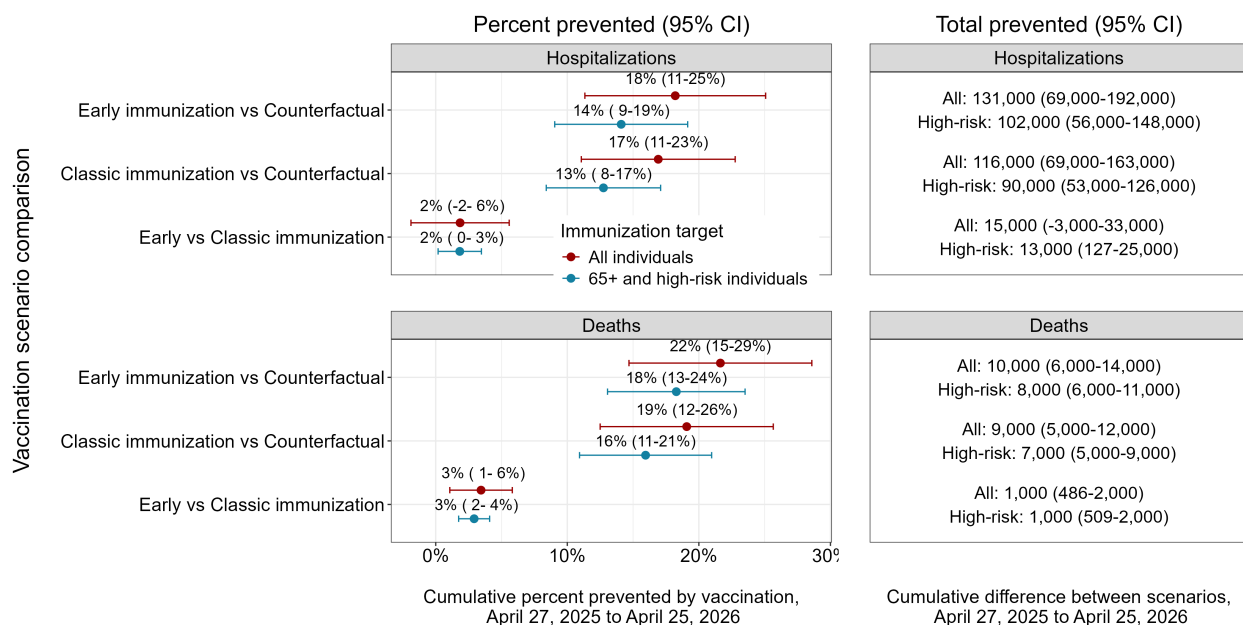 Percent prevented (95% CI)
Total prevented (95% CI)
Vaccination scenario comparison
Hospitalizations
Hospitalizations
Early immunization vs Counterfactual
18% (11-25%)
14% ( 9-19%)
All: 131,000 (69,000-192,000)
High-risk: 102,000 (56,000-148,000)
Classic immunization vs Counterfactual
17% (11-23%)
13% ( 8-17%)
All: 116,000 (69,000-163,000)
High-risk: 90,000 (53,000-126,000)
Early vs Classic immunization
2% (-2- 6%)
2% ( 0- 3%)
All: 15,000 (-3,000-33,000)
High-risk: 13,000 (127-25,000)
Immunization target
All individuals
65+ and high-risk individuals
Deaths
Deaths
Early immunization vs Counterfactual
22% (15-29%)
18% (13-24%)
All: 10,000 (6,000-14,000)
High-risk: 8,000 (6,000-11,000)
Classic immunization vs Counterfactual
19% (12-26%)
16% (11-21%)
All: 9,000 (5,000-12,000)
High-risk: 7,000 (5,000-9,000)
Early vs Classic immunization
3% ( 1- 6%)
3% ( 2- 4%)
All: 1,000 (486-2,000)
High-risk: 1,000 (509-2,000)
0% 10% 20% 30%
Cumulative percent prevented by vaccination,
April 27, 2025 to April 25, 2026
Cumulative difference between scenarios,
April 27, 2025 to April 25, 2026